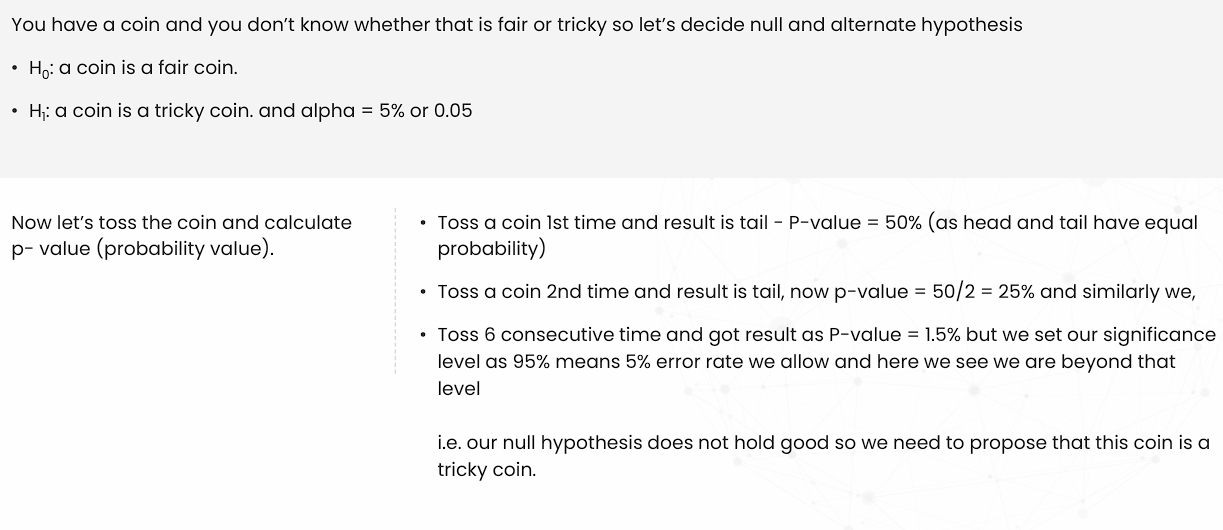 You have a coin and you don't know whether that is fair or tricky so let's decide null and alternate hypothesis
• H₀: a coin is a fair coin.
• H₁: a coin is a tricky coin. and alpha = 5% or 0.05
Now let's toss the coin and calculate
p- value (probability value).
• Toss a coin 1st time and result is tail - P-value = 50% (as head and tail have equal
probability)
• Toss a coin 2nd time and result is tail, now p-value = 50/2 = 25% and similarly we,
• Toss 6 consecutive time and got result as P-value = 1.5% but we set our significance
level as 95% means 5% error rate we allow and here we see we are beyond that
level
i.e. our null hypothesis does not hold good so we need to propose that this coin is a
tricky coin.